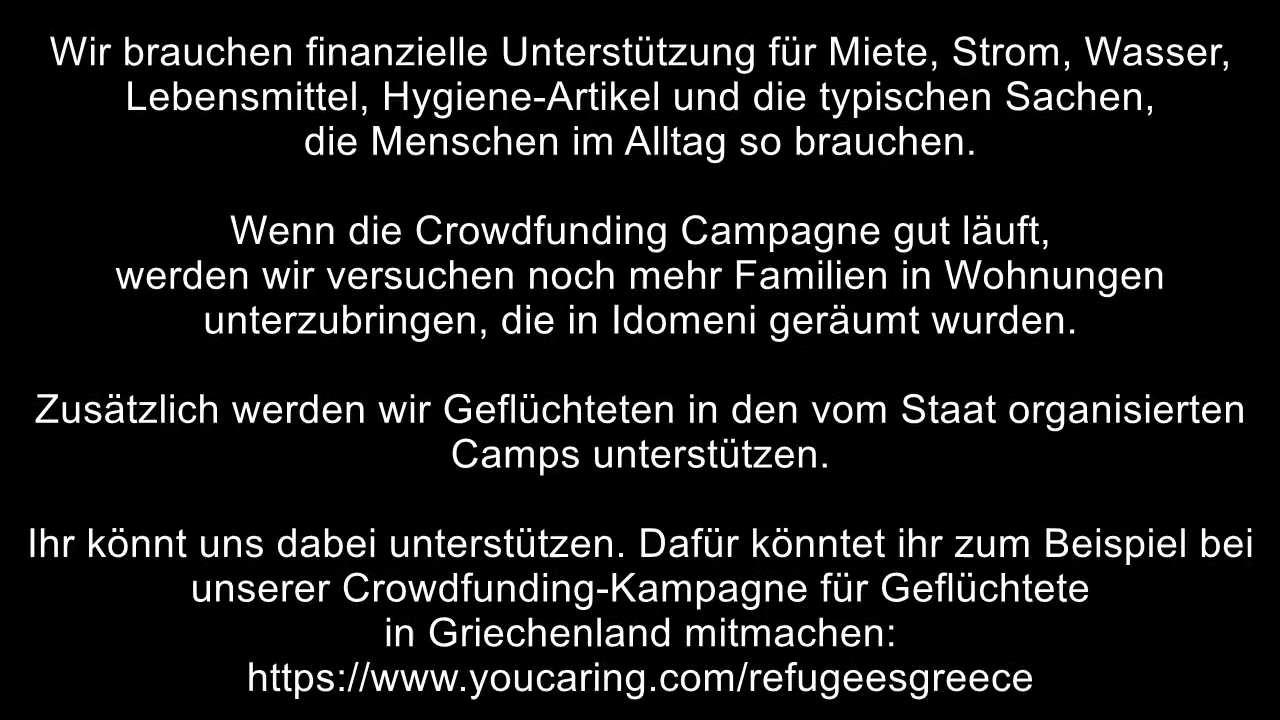 Wir brauchen finanzielle Unterstützung für Miete, Strom, Wasser,
Lebensmittel, Hygiene-Artikel und die typischen Sachen,
die Menschen im Alltag so brauchen.
Wenn die Crowdfunding Campagne gut läuft,
werden wir versuchen noch mehr Familien in Wohnungen
unterzubringen, die in Idomeni geräumt wurden.
Zusätzlich werden wir Geflüchteten in den vom Staat organisierten
Camps unterstützen.
Ihr könnt uns dabei unterstützen. Dafür könntet ihr zum Beispiel bei
unserer Crowdfunding-Kampagne für Geflüchtete
in Griechenland mitmachen:
https://www.youcaring.com/refugeesgreece